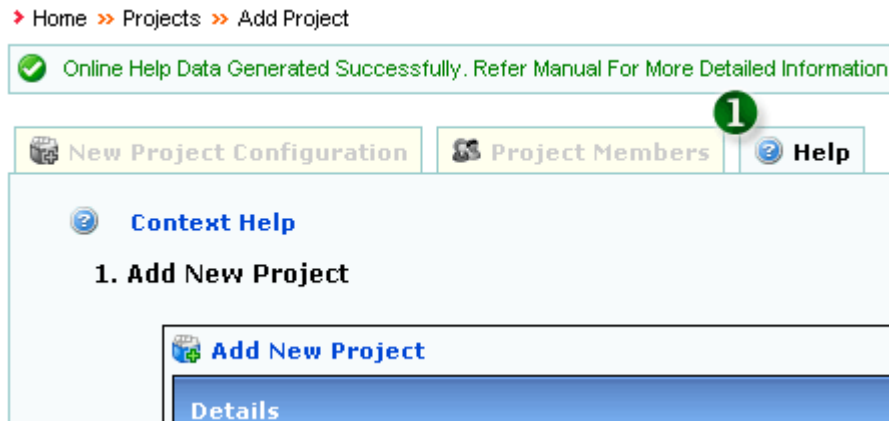 Home Projects Add Project
Online Help Data Generated Successfully. Refer Manual For More Detailed Information
1
New Project Configuration Project Members Help
Context Help
1. Add New Project
Add New Project
Details